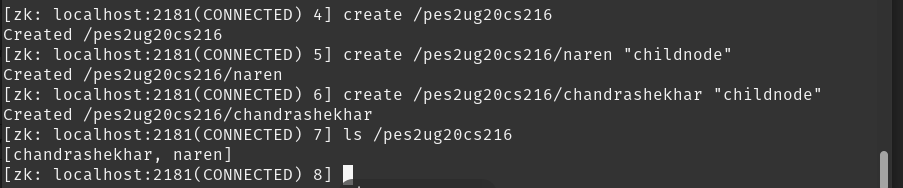 [zk: localhost:2181(CONNECTED) 4] create /pes2ug20cs216
Created /pes2ug20cs216
[zk: localhost:2181(CONNECTED) 5] create /pes2ug20cs216/naren "childnode"
Created /pes2ug20cs216/naren
[zk: localhost:2181(CONNECTED) 6] create /pes2ug20cs216/chandrashekhar "childnode"
Created /pes2ug20cs216/chandrashekhar
[zk: localhost:2181(CONNECTED) 7] ls /pes2ug20cs216
[chandrashekhar, naren]
[zk: localhost:2181(CONNECTED) 8]